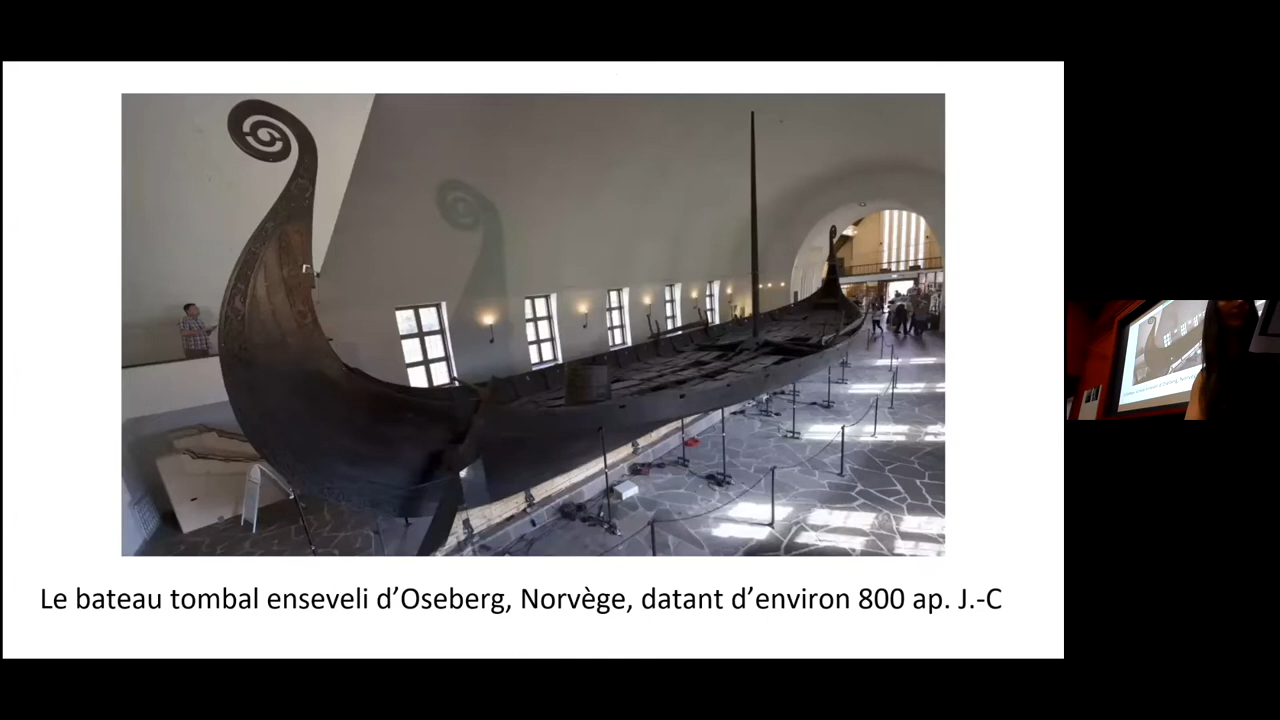 Le bateau tombal enseveli d’Oseberg, Norvège, datant d’environ 800 ap. J.-C